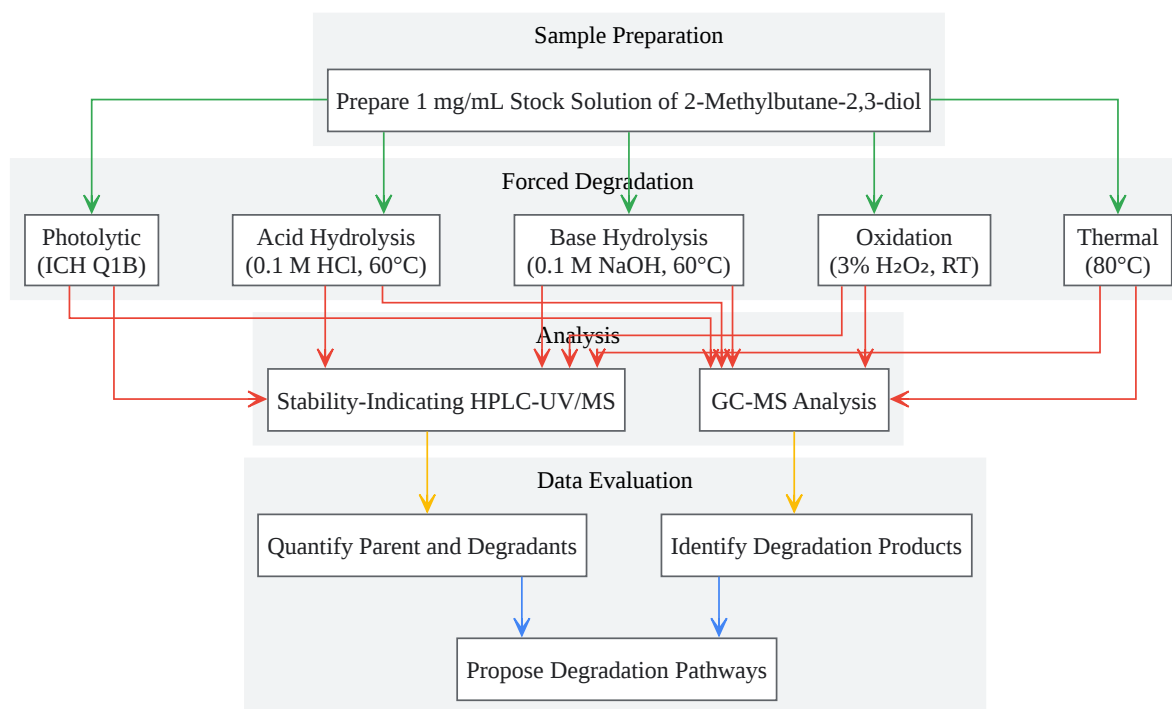 Sample Preparation
Prepare 1 mg/mL Stock Solution of 2-Methylbutane-2,3-diol
Forced Degradation
Photolytic
(ICH Q1B)
Acid Hydrolysis
(0.1 M HCl, 60°C)
Base Hydrolysis
(0.1 M NaOH, 60°C)
Oxidation
(3% H₂O₂, RT)
Thermal
(80°C)
Analysis
Stability-Indicating HPLC-UV/MS
GC-MS Analysis
Data Evaluation
Quantify Parent and Degradants
Identify Degradation Products
Propose Degradation Pathways